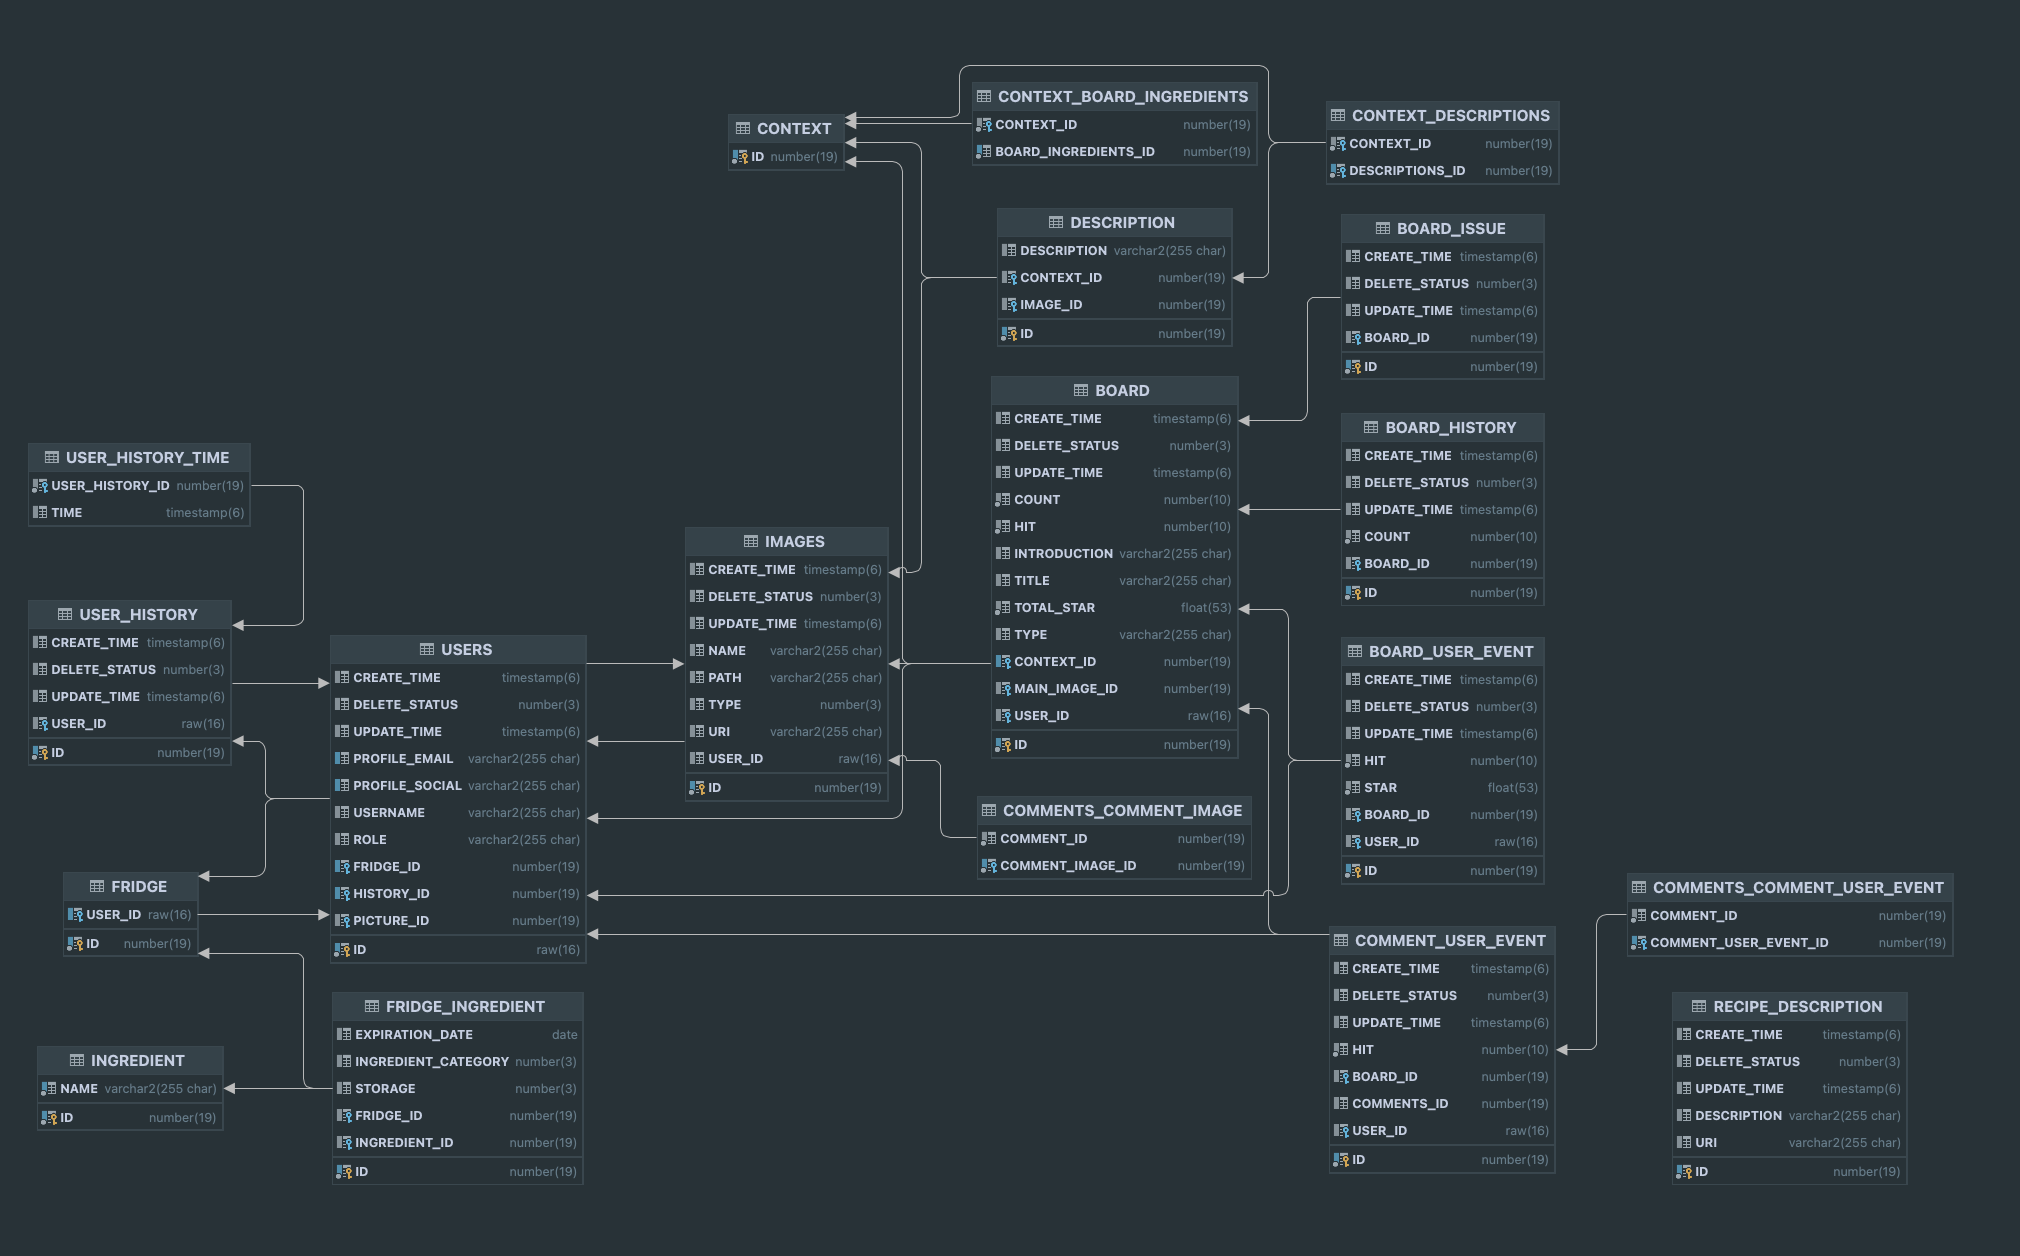 CONTEXT
ID number(19)
CONTEXT_BOARD_INGREDIENTS
CONTEXT_ID number(19)
BOARD_INGREDIENTS_ID number(19)
CONTEXT_DESCRIPTIONS
CONTEXT_ID number(19)
DESCRIPTIONS_ID number(19)
DESCRIPTION
DESCRIPTION varchar2(255 char)
CONTEXT_ID number(19)
IMAGE_ID number(19)
ID number(19)
BOARD_ISSUE
CREATE_TIME timestamp(6)
DELETE_STATUS number(3)
UPDATE_TIME timestamp(6)
BOARD_ID number(19)
ID number(19)
BOARD
CREATE_TIME timestamp(6)
DELETE_STATUS number(3)
UPDATE_TIME timestamp(6)
COUNT number(10)
HIT number(10)
INTRODUCTION varchar2(255 char)
TITLE varchar2(255 char)
TOTAL_STAR float(53)
TYPE varchar2(255 char)
CONTEXT_ID number(19)
MAIN_IMAGE_ID number(19)
USER_ID raw(16)
ID number(19)
BOARD_HISTORY
CREATE_TIME timestamp(6)
DELETE_STATUS number(3)
UPDATE_TIME timestamp(6)
COUNT number(10)
BOARD_ID number(19)
ID number(19)
USER_HISTORY_TIME
USER_HISTORY_ID number(19)
TIME timestamp(6)
USER_HISTORY
CREATE_TIME timestamp(6)
DELETE_STATUS number(3)
UPDATE_TIME timestamp(6)
USER_ID raw(16)
ID number(19)
USERS
CREATE_TIME timestamp(6)
DELETE_STATUS number(3)
UPDATE_TIME timestamp(6)
PROFILE_EMAIL varchar2(255 char)
PROFILE_SOCIAL varchar2(255 char)
USERNAME varchar2(255 char)
ROLE varchar2(255 char)
FRIDGE_ID number(19)
HISTORY_ID number(19)
PICTURE_ID number(19)
ID raw(16)
IMAGES
CREATE_TIME timestamp(6)
DELETE_STATUS number(3)
UPDATE_TIME timestamp(6)
NAME varchar2(255 char)
PATH varchar2(255 char)
TYPE number(3)
URI varchar2(255 char)
USER_ID raw(16)
ID number(19)
BOARD_USER_EVENT
CREATE_TIME timestamp(6)
DELETE_STATUS number(3)
UPDATE_TIME timestamp(6)
HIT number(10)
STAR float(53)
BOARD_ID number(19)
USER_ID raw(16)
ID number(19)
COMMENTS_COMMENT_IMAGE
COMMENT_ID number(19)
COMMENT_IMAGE_ID number(19)
FRIDGE
USER_ID raw(16)
ID number(19)
COMMENTS_COMMENT_USER_EVENT
COMMENT_ID number(19)
COMMENT_USER_EVENT_ID number(19)
COMMENT_USER_EVENT
CREATE_TIME timestamp(6)
DELETE_STATUS number(3)
UPDATE_TIME timestamp(6)
HIT number(10)
BOARD_ID number(19)
COMMENTS_ID number(19)
USER_ID raw(16)
ID number(19)
FRIDGE_INGREDIENT
EXPIRATION_DATE date
INGREDIENT_CATEGORY number(3)
STORAGE number(3)
FRIDGE_ID number(19)
INGREDIENT_ID number(19)
ID number(19)
INGREDIENT
NAME varchar2(255 char)
ID number(19)
RECIPE_DESCRIPTION
CREATE_TIME timestamp(6)
DELETE_STATUS number(3)
UPDATE_TIME timestamp(6)
DESCRIPTION varchar2(255 char)
URI varchar2(255 char)
ID number(19)